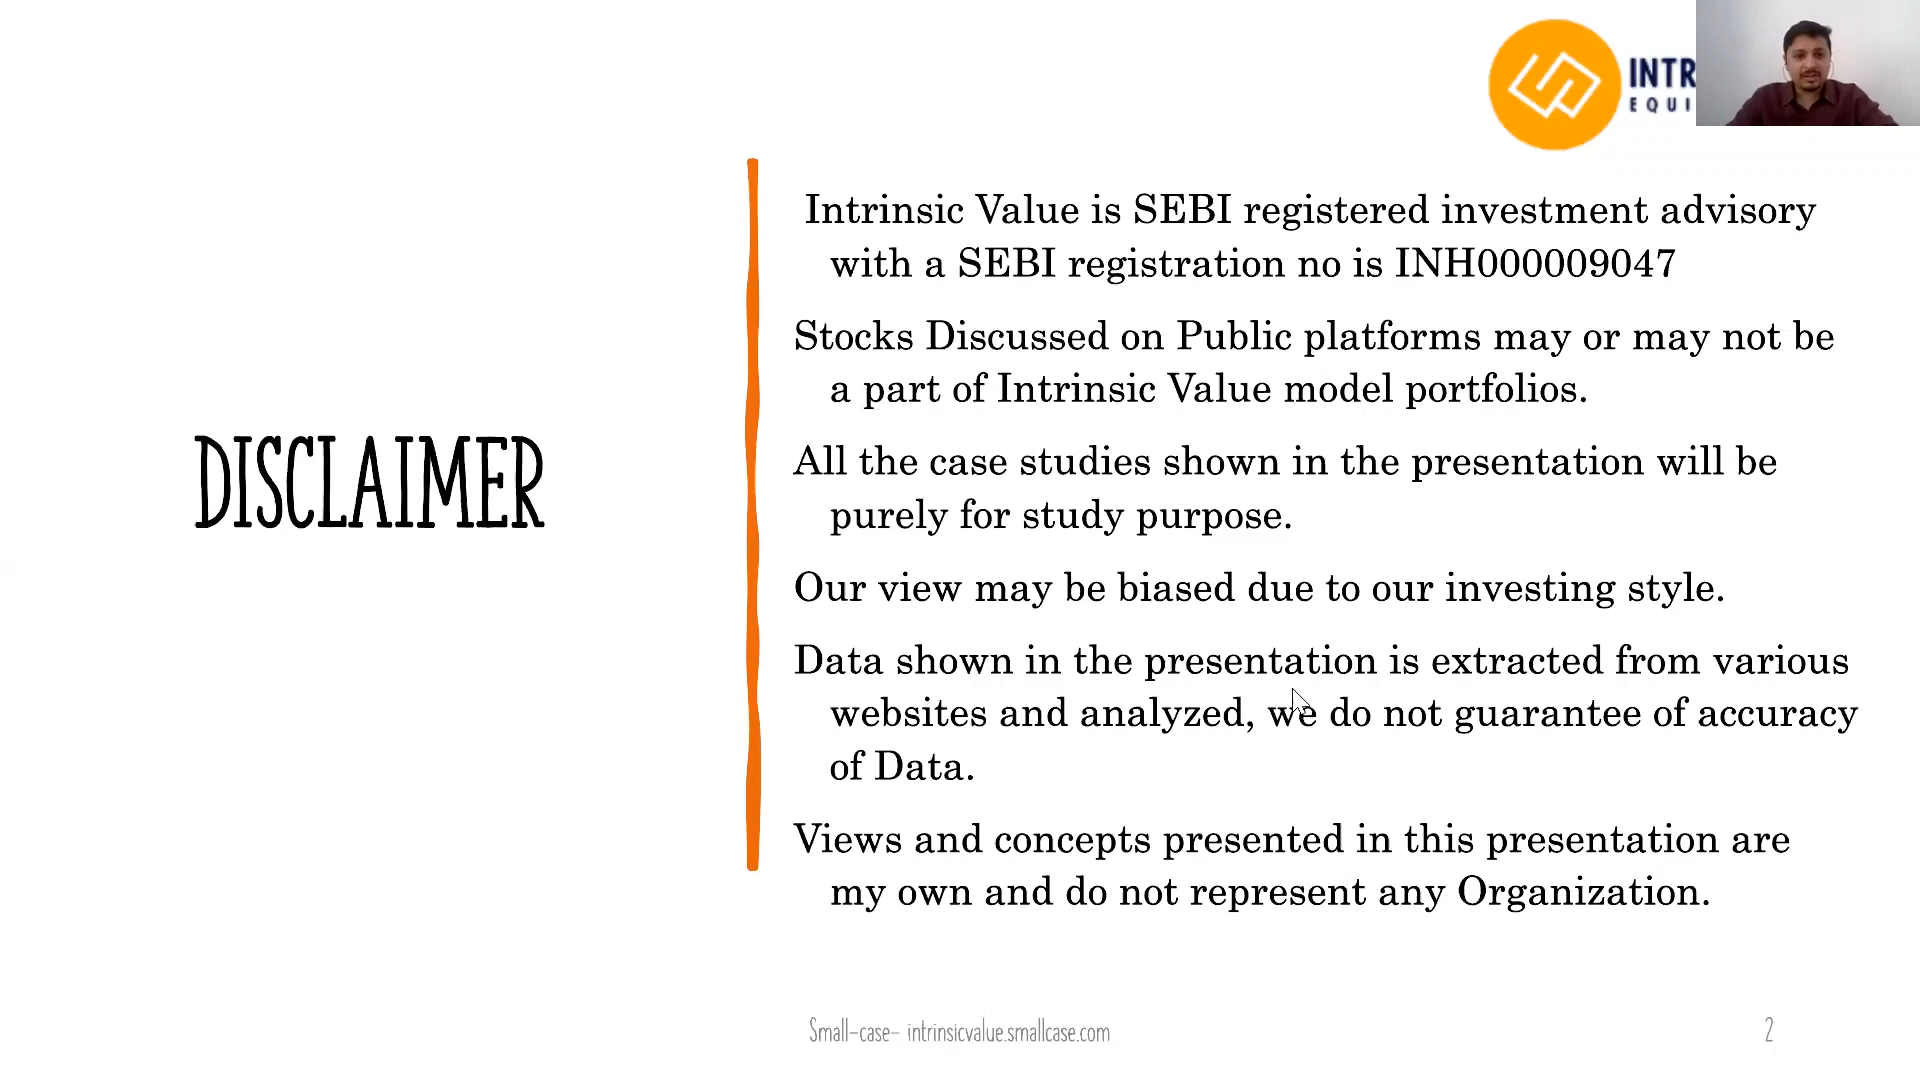 INTR
EQUI
Intrinsic Value is SEBI registered investment advisory
with a SEBI registration no is INH000009047
Stocks Discussed on Public platforms may or may not be
a part of Intrinsic Value model portfolios.
All the case studies shown in the presentation will be
purely for study purpose.
DISCLAIMER
Our view may be biased due to our investing style.
Data shown in the presentation is extracted from various
websites and analyzed, we do not guarantee of accuracy
of Data.
Views and concepts presented in this presentation are
my own and do not represent any Organization.
Small-case- intrinsicvalue.smallcase.com
2